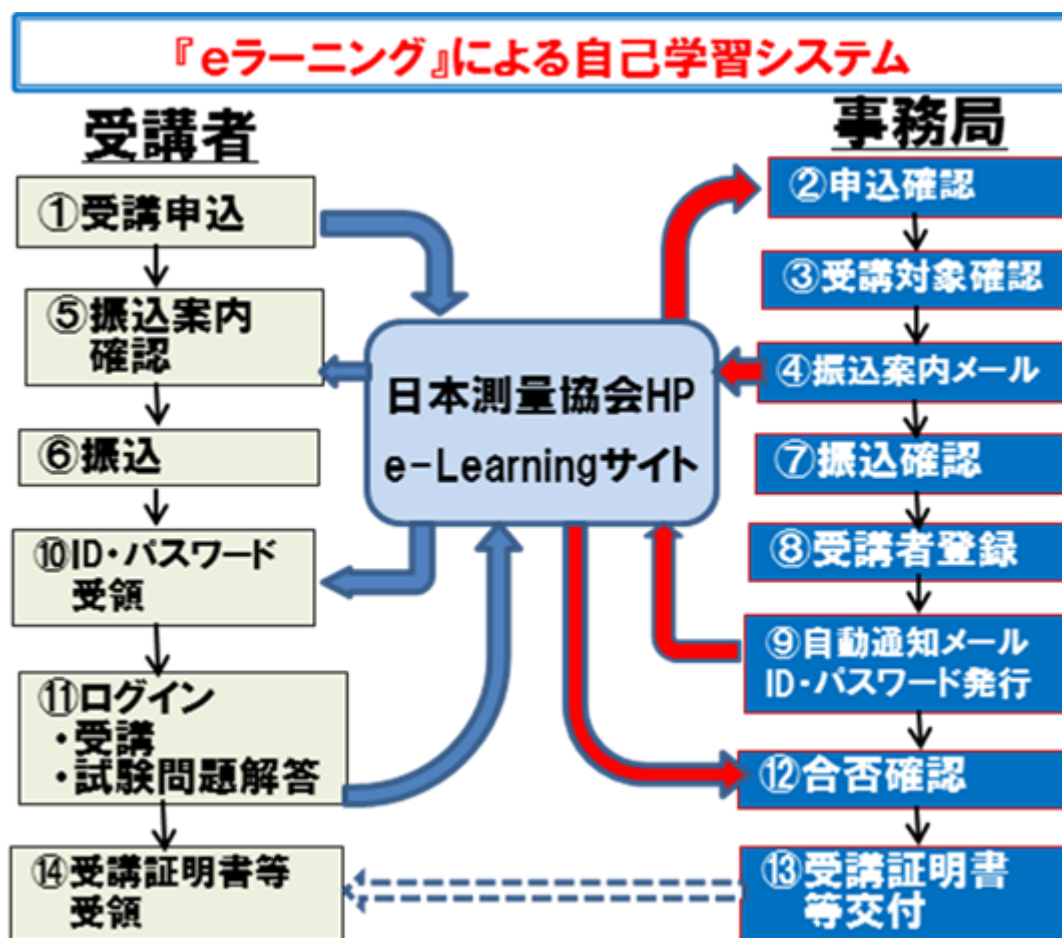 『eラーニング』による自己学習システム
受講者
①受講申込
⑤振込案内
確認
⑥振込
⑩ID・パスワード
受領
⑪ログイン
・受講
・試験問題解答
⑭受講証明書等
受領
日本測量協会HP
e-Learningサイト
事務局
②申込確認
③受講対象確認
④振込案内メール
⑦振込確認
⑧受講者登録
⑨自動通知メール
ID・パスワード発行
⑫合否確認
⑬受講証明書
等交付